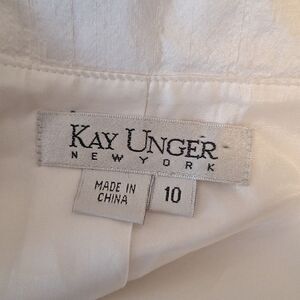 KAY UNGER
NEW YORK
MADE IN
CHINA
10